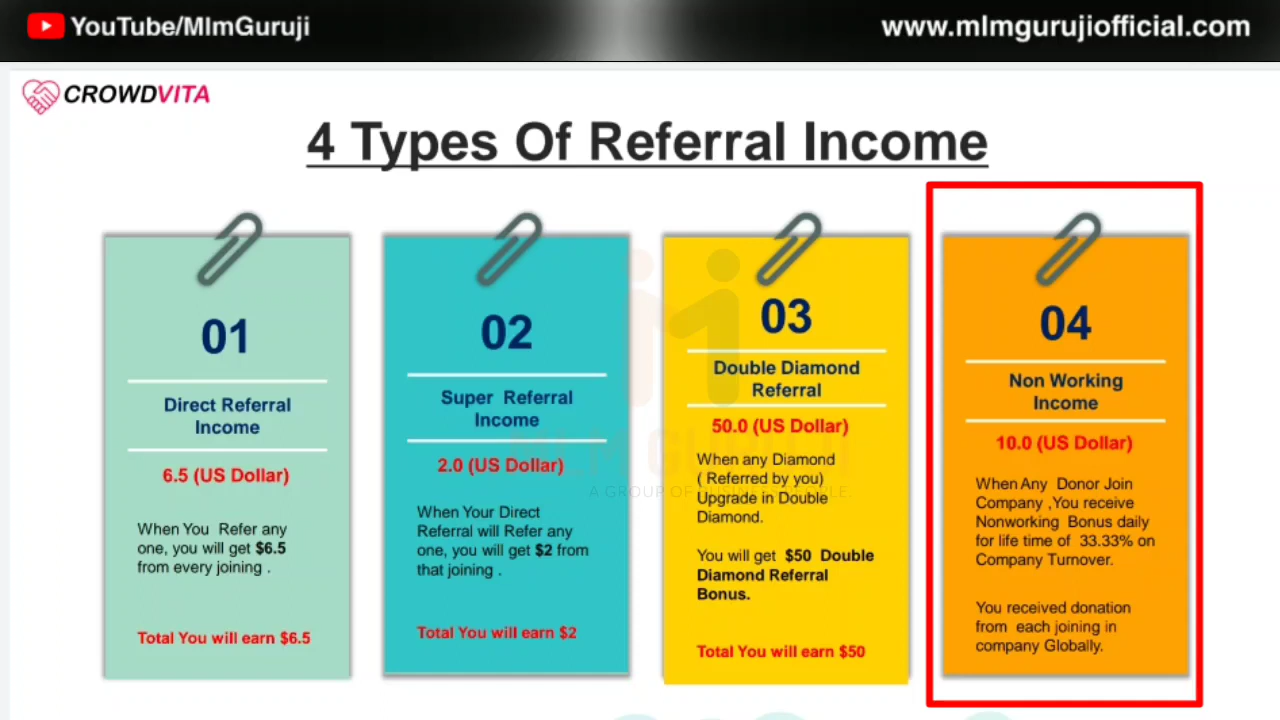 YouTube/MlmGuruji
www.mlmgurujiofficial.com
CROWDVITA
4 Types Of Referral Income
01
Direct Referral
Income
6.5 (US Dollar)
When You Refer any
one, you will get $6.5
from every joining .
Total You will earn $6.5
02
Super Referral
Income
2.0 (US Dollar)
When Your Direct
Referral will Refer any
one, you will get $2 from
that joining .
Total You will earn $2
03
Double Diamond
Referral
50.0 (US Dollar)
When any Diamond
( Referred by you)
Upgrade in Double
Diamond.
You will get $50 Double
Diamond Referral
Bonus.
Total You will earn $50
04
Non Working
Income
10.0 (US Dollar)
When Any Donor Join
Company ,You receive
Nonworking Bonus daily
for life time of 33.33% on
Company Turnover.
You received donation
from each joining in
company Globally.
MLM GURUJI